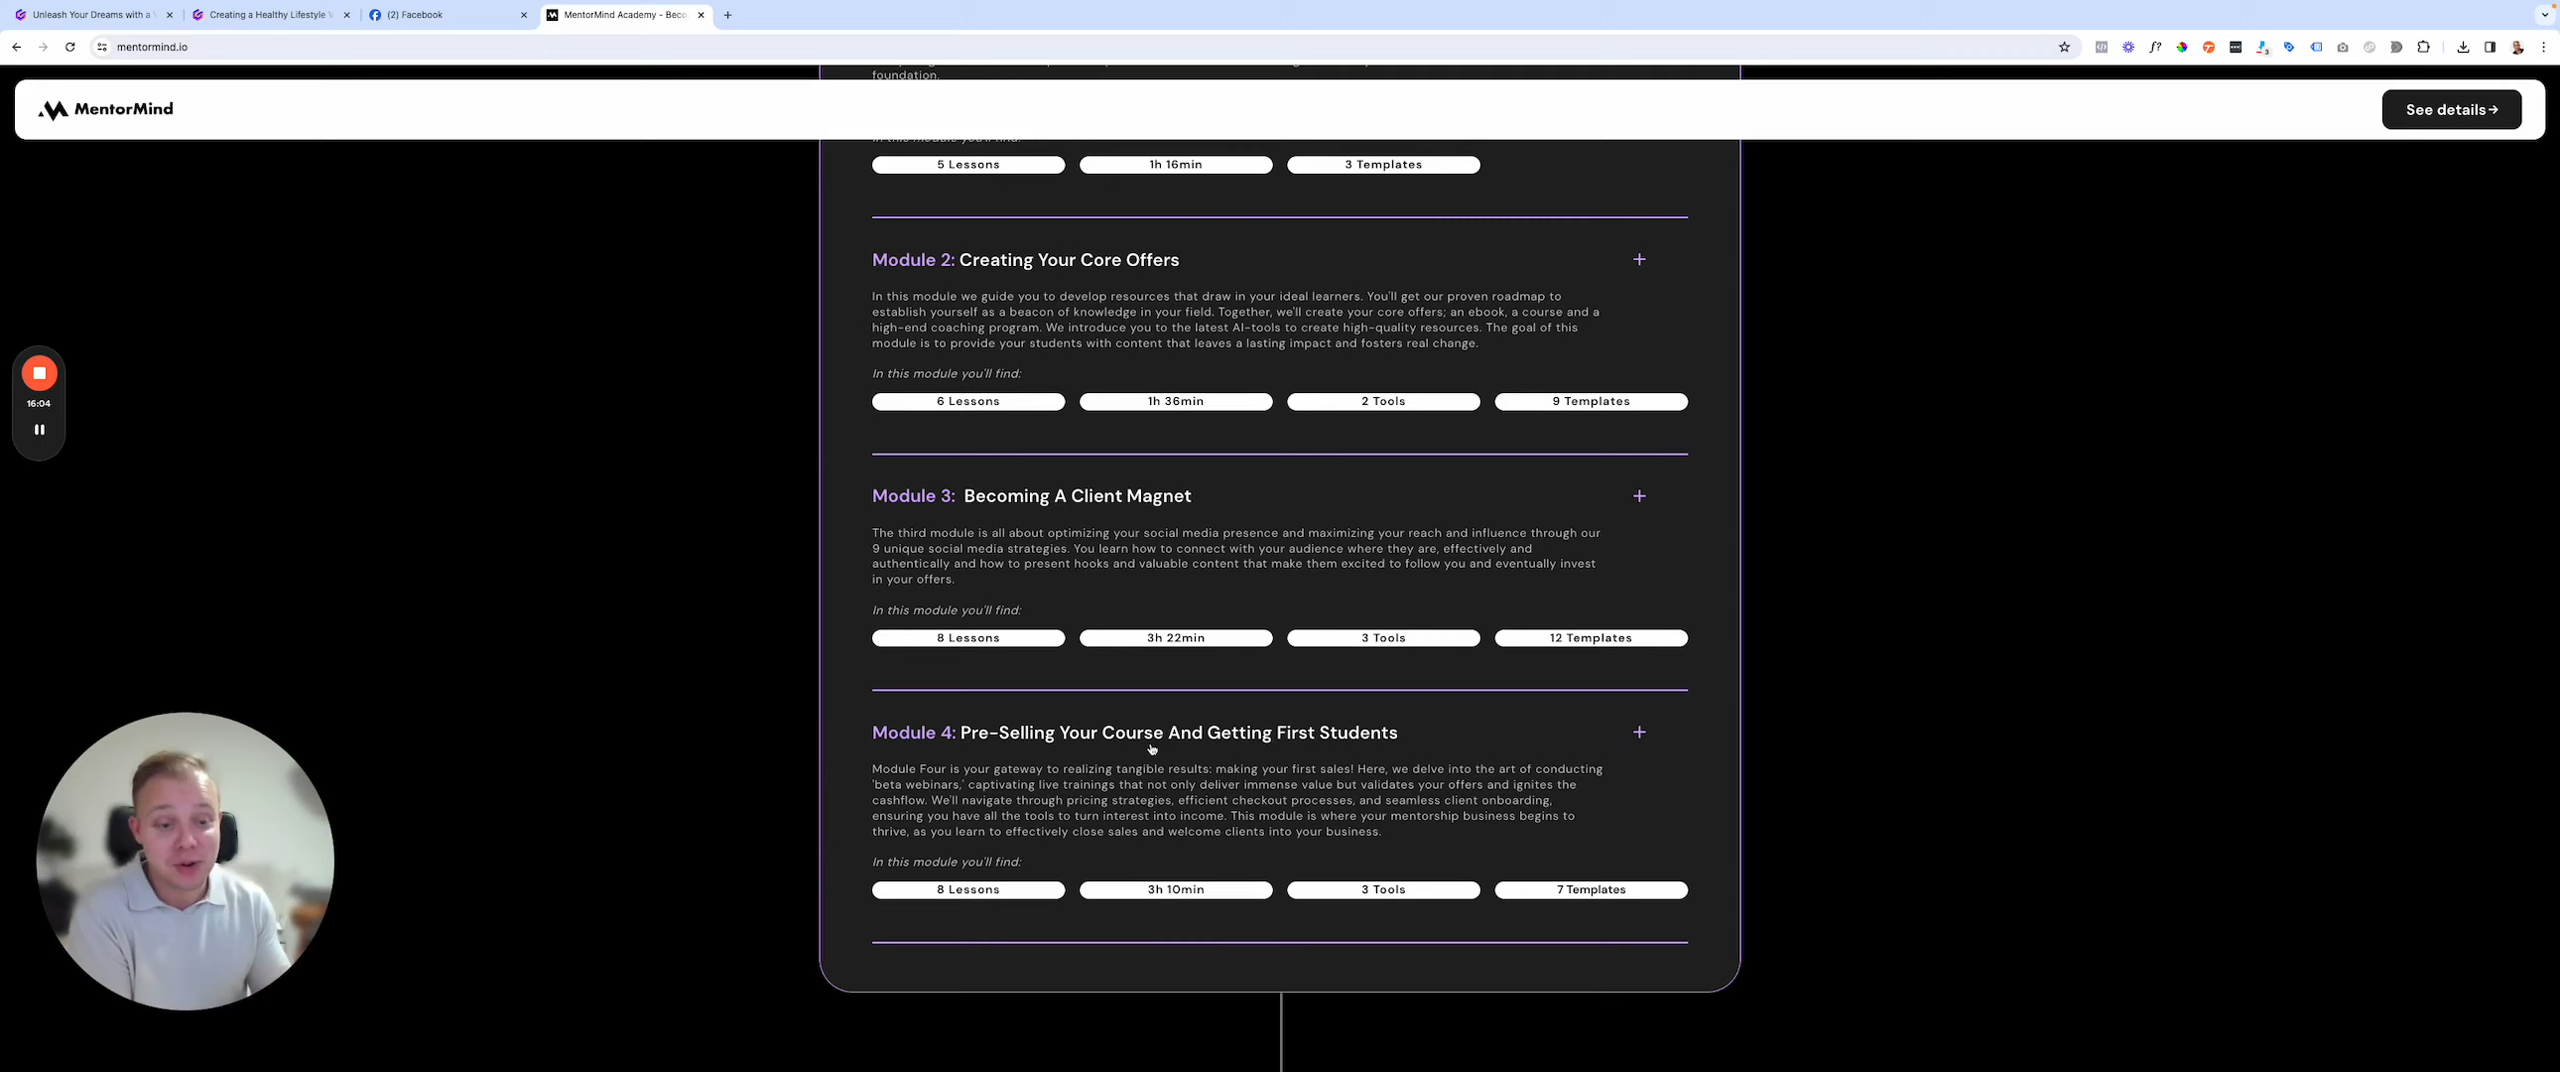 Unleash Your Dreams with a
Creating a Healthy Lifestyle
(2) Facebook
MentorMind Academy - Beco
mentormind.io
foundation.
MentorMind
See details→
In this module you'll find:
5 Lessons
1h 16min
3 Templates
Module 2: Creating Your Core Offers
+
In this module we guide you to develop resources that draw in your ideal learners. You'll get our proven roadmap to
establish yourself as a beacon of knowledge in your field. Together, we'll create your core offers; an ebook, a course and a
high-end coaching program. We introduce you to the latest AI-tools to create high-quality resources. The goal of this
module is to provide your students with content that leaves a lasting impact and fosters real change.
In this module you'll find:
6 Lessons
1h 36min
2 Tools
9 Templates
16:04
Module 3: Becoming A Client Magnet
+
The third module is all about optimizing your social media presence and maximizing your reach and influence through our
9 unique social media strategies. You learn how to connect with your audience where they are, effectively and
authentically and how to present hooks and valuable content that make them excited to follow you and eventually invest
in your offers.
In this module you'll find:
8 Lessons
3h 22min
3 Tools
12 Templates
Module 4: Pre-Selling Your Course And Getting First Students
+
Module Four is your gateway to realizing tangible results: making your first sales! Here, we delve into the art of conducting
'beta webinars,' captivating live trainings that not only deliver immense value but validates your offers and ignites the
cashflow. We'll navigate through pricing strategies, efficient checkout processes, and seamless client onboarding,
ensuring you have all the tools to turn interest into income. This module is where your mentorship business begins to
thrive, as you learn to effectively close sales and welcome clients into your business.
In this module you'll find:
8 Lessons
3h 10min
3 Tools
7 Templates